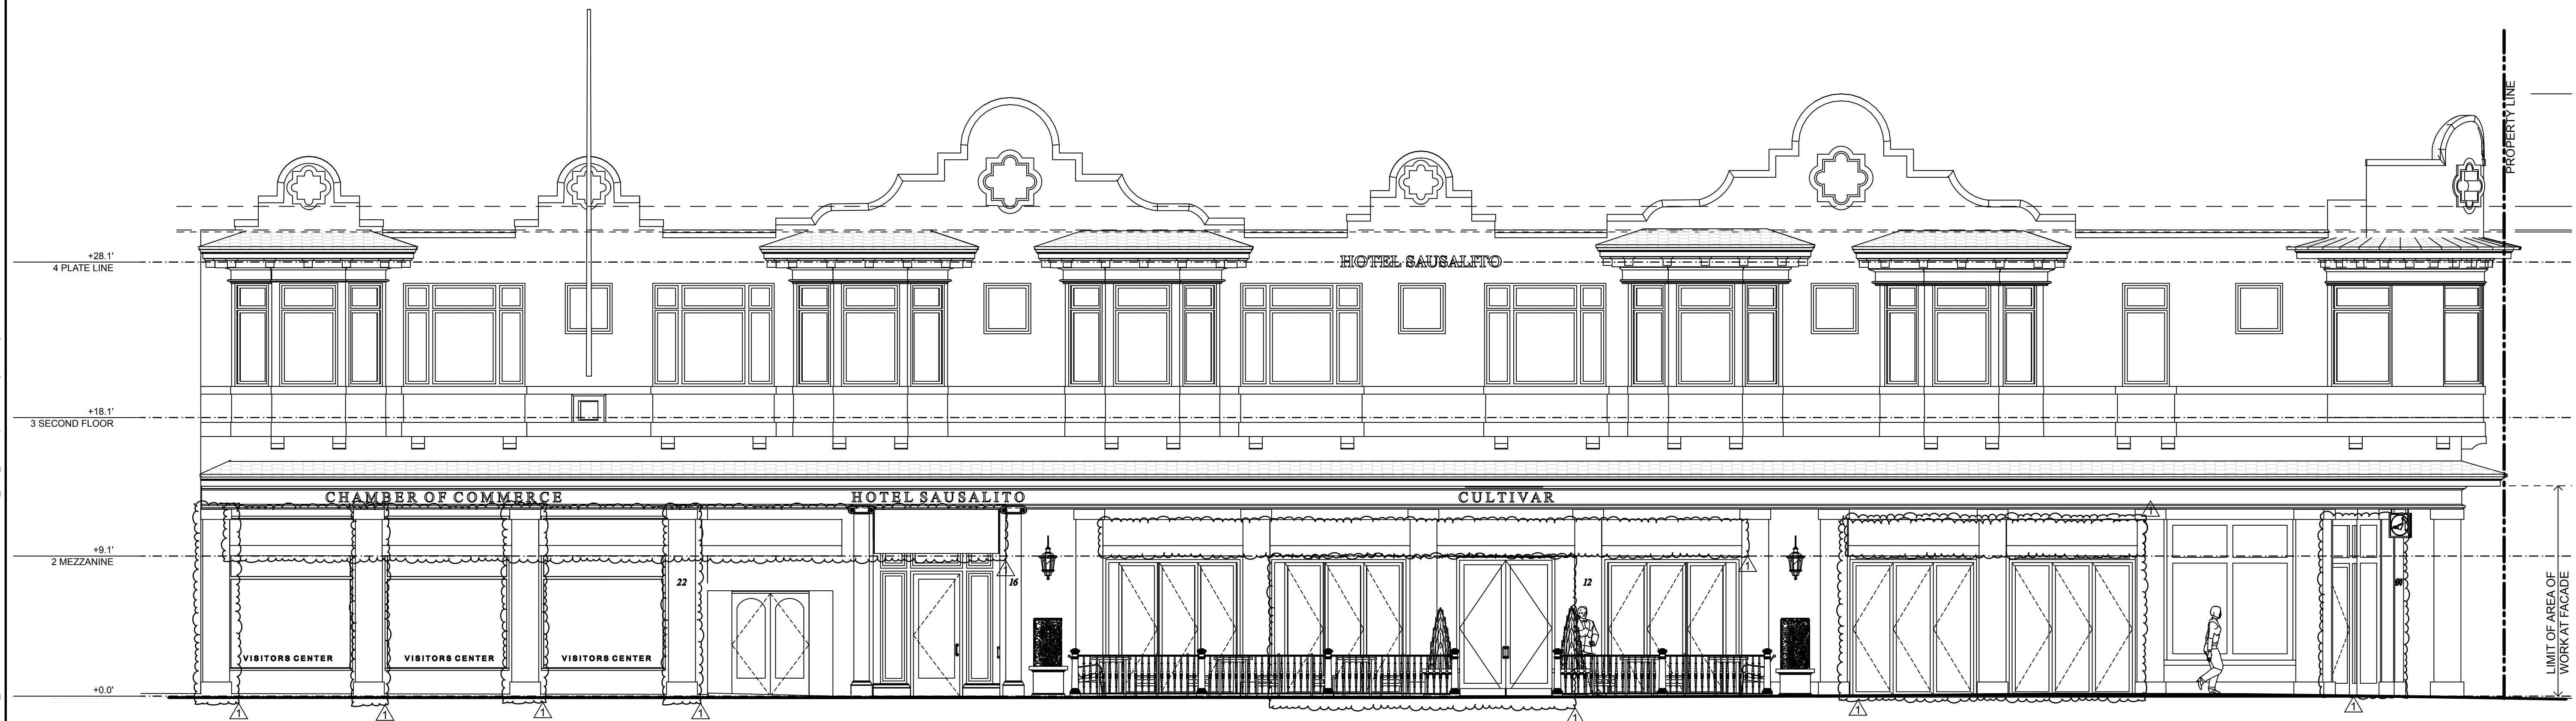 PROPERTY LINE
+28.1'
4 PLATE LINE
HOTEL SAUSALITO
+18.1'
3 SECOND FLOOR
CHAMBER OF COMMERCE
HOTEL SAUSALITO
CULTIVAR
+9.1'
2 MEZZANINE
22
16
12
1
1
1
VISITORS CENTER
VISITORS CENTER
VISITORS CENTER
LIMIT OF AREA OF
WORK AT FACADE
+0.0'
1
1
1
1
1
1
1